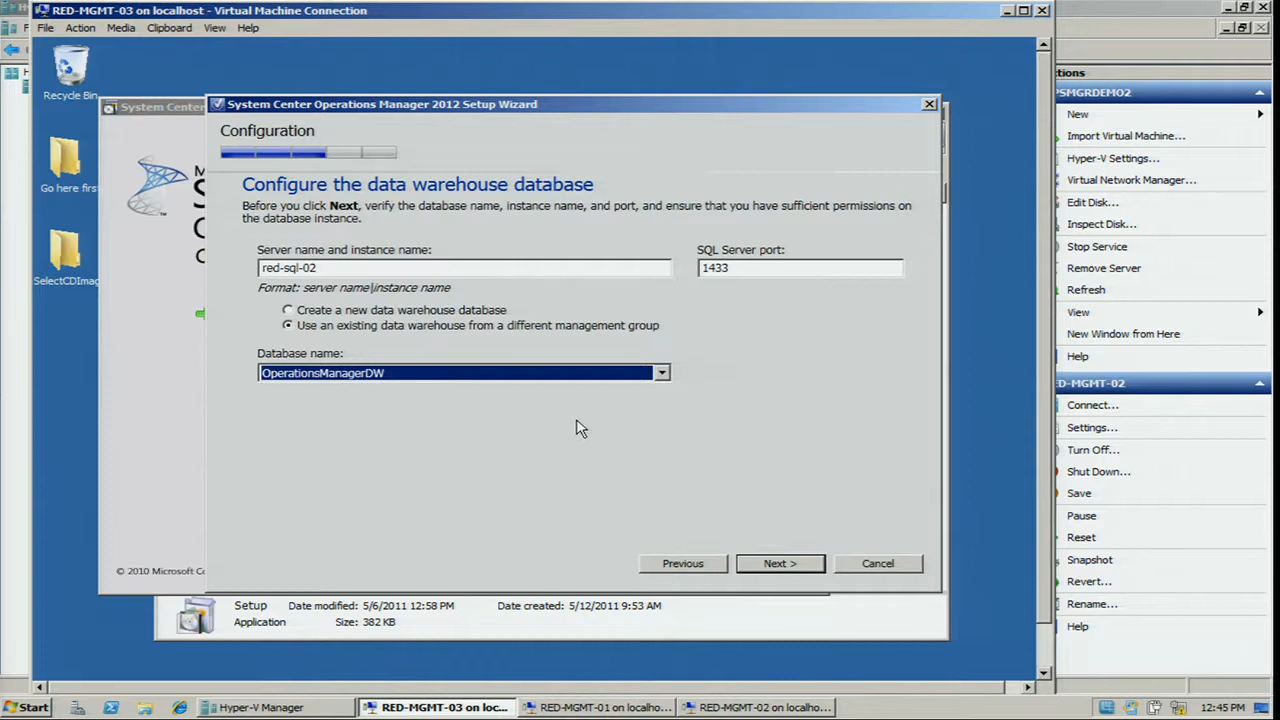 RED-MGMT-03 on localhost - Virtual Machine Connection
File Action Media Clipboard View Help
Recycle Bin
Go here first
SelectCDImag
System Center
System Center Operations Manager 2012 Setup Wizard
Configuration
Configure the data warehouse database
Before you click Next, verify the database name, instance name, and port, and ensure that you have sufficient permissions on
the database instance.
Server name and instance name:
SQL Server port:
red-sql-02
1433
Format: server name\instance name
Create a new data warehouse database
Use an existing data warehouse from a different management group
Database name:
OperationsManagerDW
Previous
Next >
Cancel
© 2010 Microsoft Co
Setup
Date modified: 5/6/2011 12:58 PM
Date created: 5/12/2011 9:53 AM
Application
Size: 382 KB
ctions
PSMGRDEMO2
New
Import Virtual Machine...
Hyper-V Settings...
Virtual Network Manager...
Edit Disk...
Inspect Disk...
Stop Service
Remove Server
Refresh
View
New Window from Here
Help
ED-MGMT-02
Connect...
Settings...
Turn Off...
Shut Down...
Save
Pause
Reset
Snapshot
Revert...
Rename...
Help
Start
Hyper-V Manager
RED-MGMT-03 on loc...
RED-MGMT-01 on localho...
RED-MGMT-02 on localho...
12:45 PM